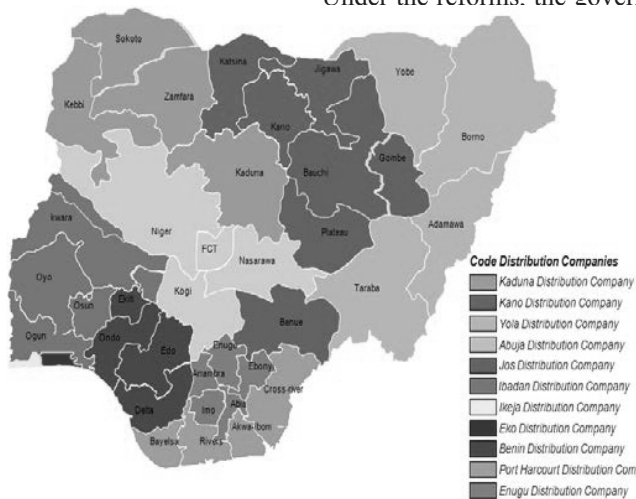 Under the reforms, the govern
Sokoto
Katsina
Jigawa
Yobe
Kebbi
Zamfara
Kano
Borno
Kaduna
Bauchi
Gombe
Niger
Plateau
Adamawa
kwara
FCT
Nasarawa
Oyo
Kogi
Taraba
Osun
Ekiti
Benue
Ogun
Ondo
Edo
Enugu
Anambra
Ebony
Cross-river
Delta
Imo
Abia
Akwa-Ibom
Bayelsa
Rivers
Code Distribution Companies
Kaduna Distribution Company
Kano Distribution Company
Yola Distribution Company
Abuja Distribution Company
Jos Distribution Company
Ibadan Distribution Company
Ikeja Distribution Company
Eko Distribution Company
Benin Distribution Company
Port Harcourt Distribution Com
Enugu Distribution Company